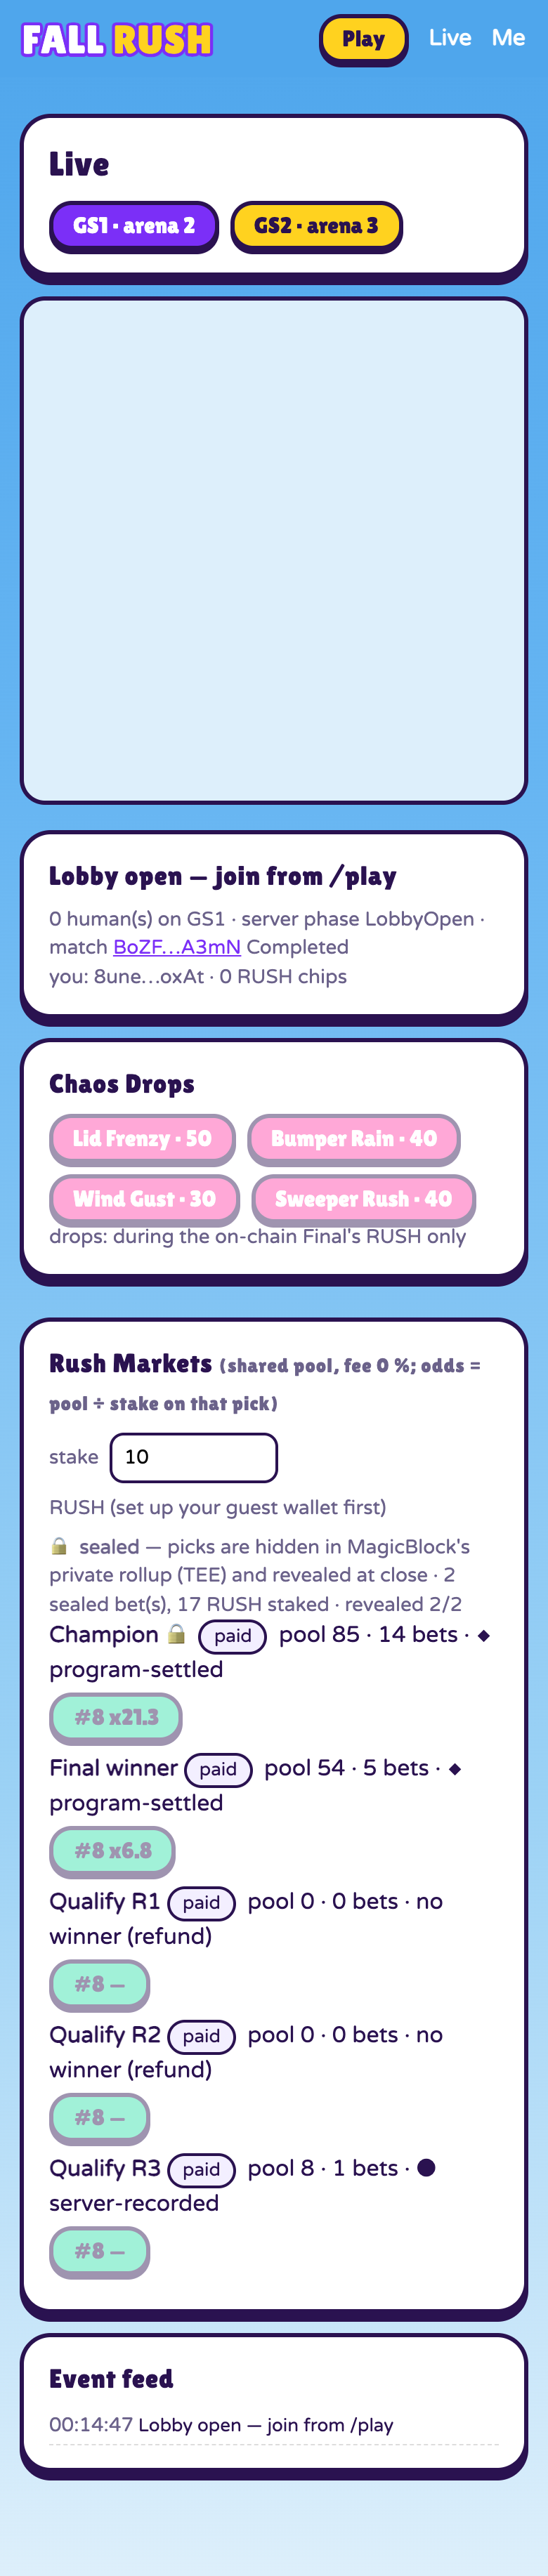 FALL RUSH
Play Live Me
Live
GS1 · arena 2 GS2 · arena 3
Lobby open — join from /play
0 human(s) on GS1 · server phase LobbyOpen ·
match BoZF…A3mN Completed
you: 8une…oxAt · 0 RUSH chips
Chaos Drops
Lid Frenzy · 50 Bumper Rain · 40
Wind Gust · 30 Sweeper Rush · 40
drops: during the on-chain Final's RUSH only
Rush Markets (shared pool, fee 0 %; odds =
pool ÷ stake on that pick)
stake 10
RUSH (set up your guest wallet first)
🔒 sealed — picks are hidden in MagicBlock's
private rollup (TEE) and revealed at close · 2
sealed bet(s), 17 RUSH staked · revealed 2/2
Champion 🔒 paid pool 85 · 14 bets · ◆
program-settled
#8 x21.3
Final winner paid pool 54 · 5 bets · ◆
program-settled
#8 x6.8
Qualify R1 paid pool 0 · 0 bets · no
winner (refund)
#8 —
Qualify R2 paid pool 0 · 0 bets · no
winner (refund)
#8 —
Qualify R3 paid pool 8 · 1 bets · ●
server-recorded
#8 —
Event feed
00:14:47 Lobby open — join from /play